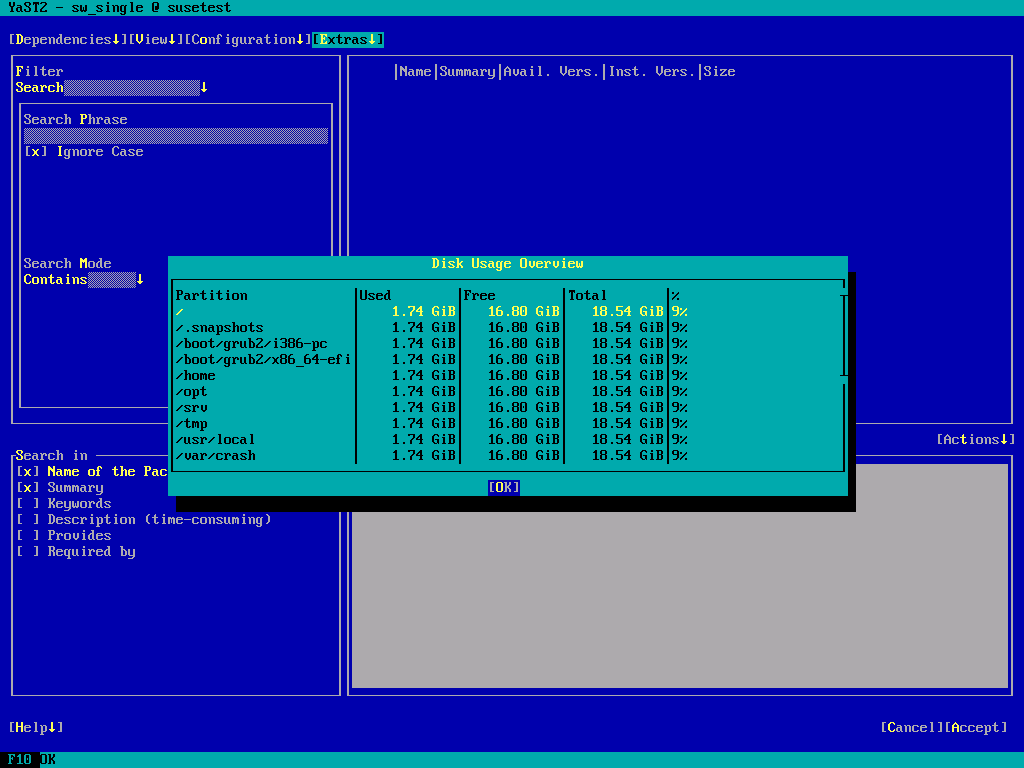 YaST2 - sw_single @ susetest
[Dependencies↓][View↓][Configuration↓][Extras↓]
Filter
Search↓
Search Phrase
[x] Ignore Case
Search Mode
Contains↓
|Name|Summary|Avail. Vers.|Inst. Vers.|Size
Disk Usage Overview
Partition |Used |Free |Total |%
/ 1.74 GiB 16.80 GiB 18.54 GiB 9%
/.snapshots 1.74 GiB 16.80 GiB 18.54 GiB 9%
/boot/grub2/i386-pc 1.74 GiB 16.80 GiB 18.54 GiB 9%
/boot/grub2/x86_64-efi 1.74 GiB 16.80 GiB 18.54 GiB 9%
/home 1.74 GiB 16.80 GiB 18.54 GiB 9%
/opt 1.74 GiB 16.80 GiB 18.54 GiB 9%
/srv 1.74 GiB 16.80 GiB 18.54 GiB 9%
/tmp 1.74 GiB 16.80 GiB 18.54 GiB 9%
/usr/local 1.74 GiB 16.80 GiB 18.54 GiB 9%
/var/crash 1.74 GiB 16.80 GiB 18.54 GiB 9%
[OK]
[Actions↓]
Search in
[x] Name of the Pac
[x] Summary
[ ] Keywords
[ ] Description (time-consuming)
[ ] Provides
[ ] Required by
[Help↓]
[Cancel][Accept]
F10 OK